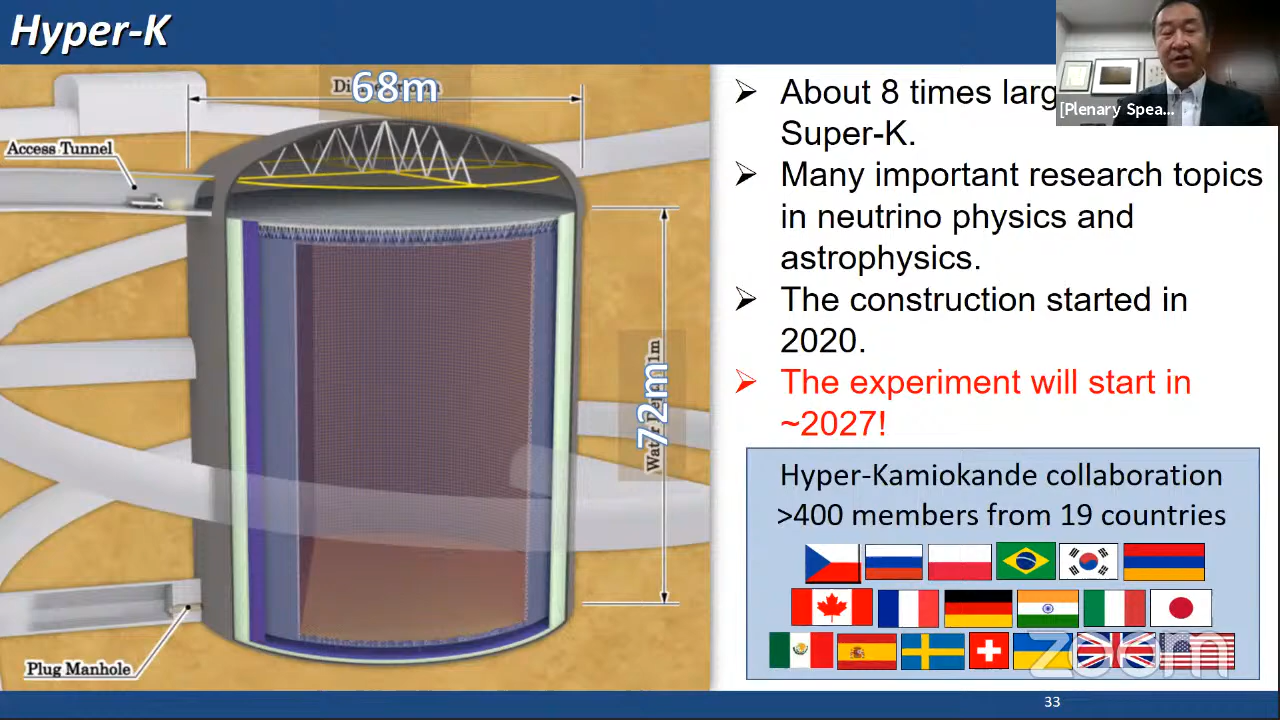 Hyper-K
68m
Access Tunnel
72m
Plug Manhole
➢ About 8 times larg
Super-K.
➢ Many important research topics
in neutrino physics and
astrophysics.
➢ The construction started in
2020.
➢ The experiment will start in
~2027!
Hyper-Kamiokande collaboration
>400 members from 19 countries
[Plenary Spea...
zoom
33